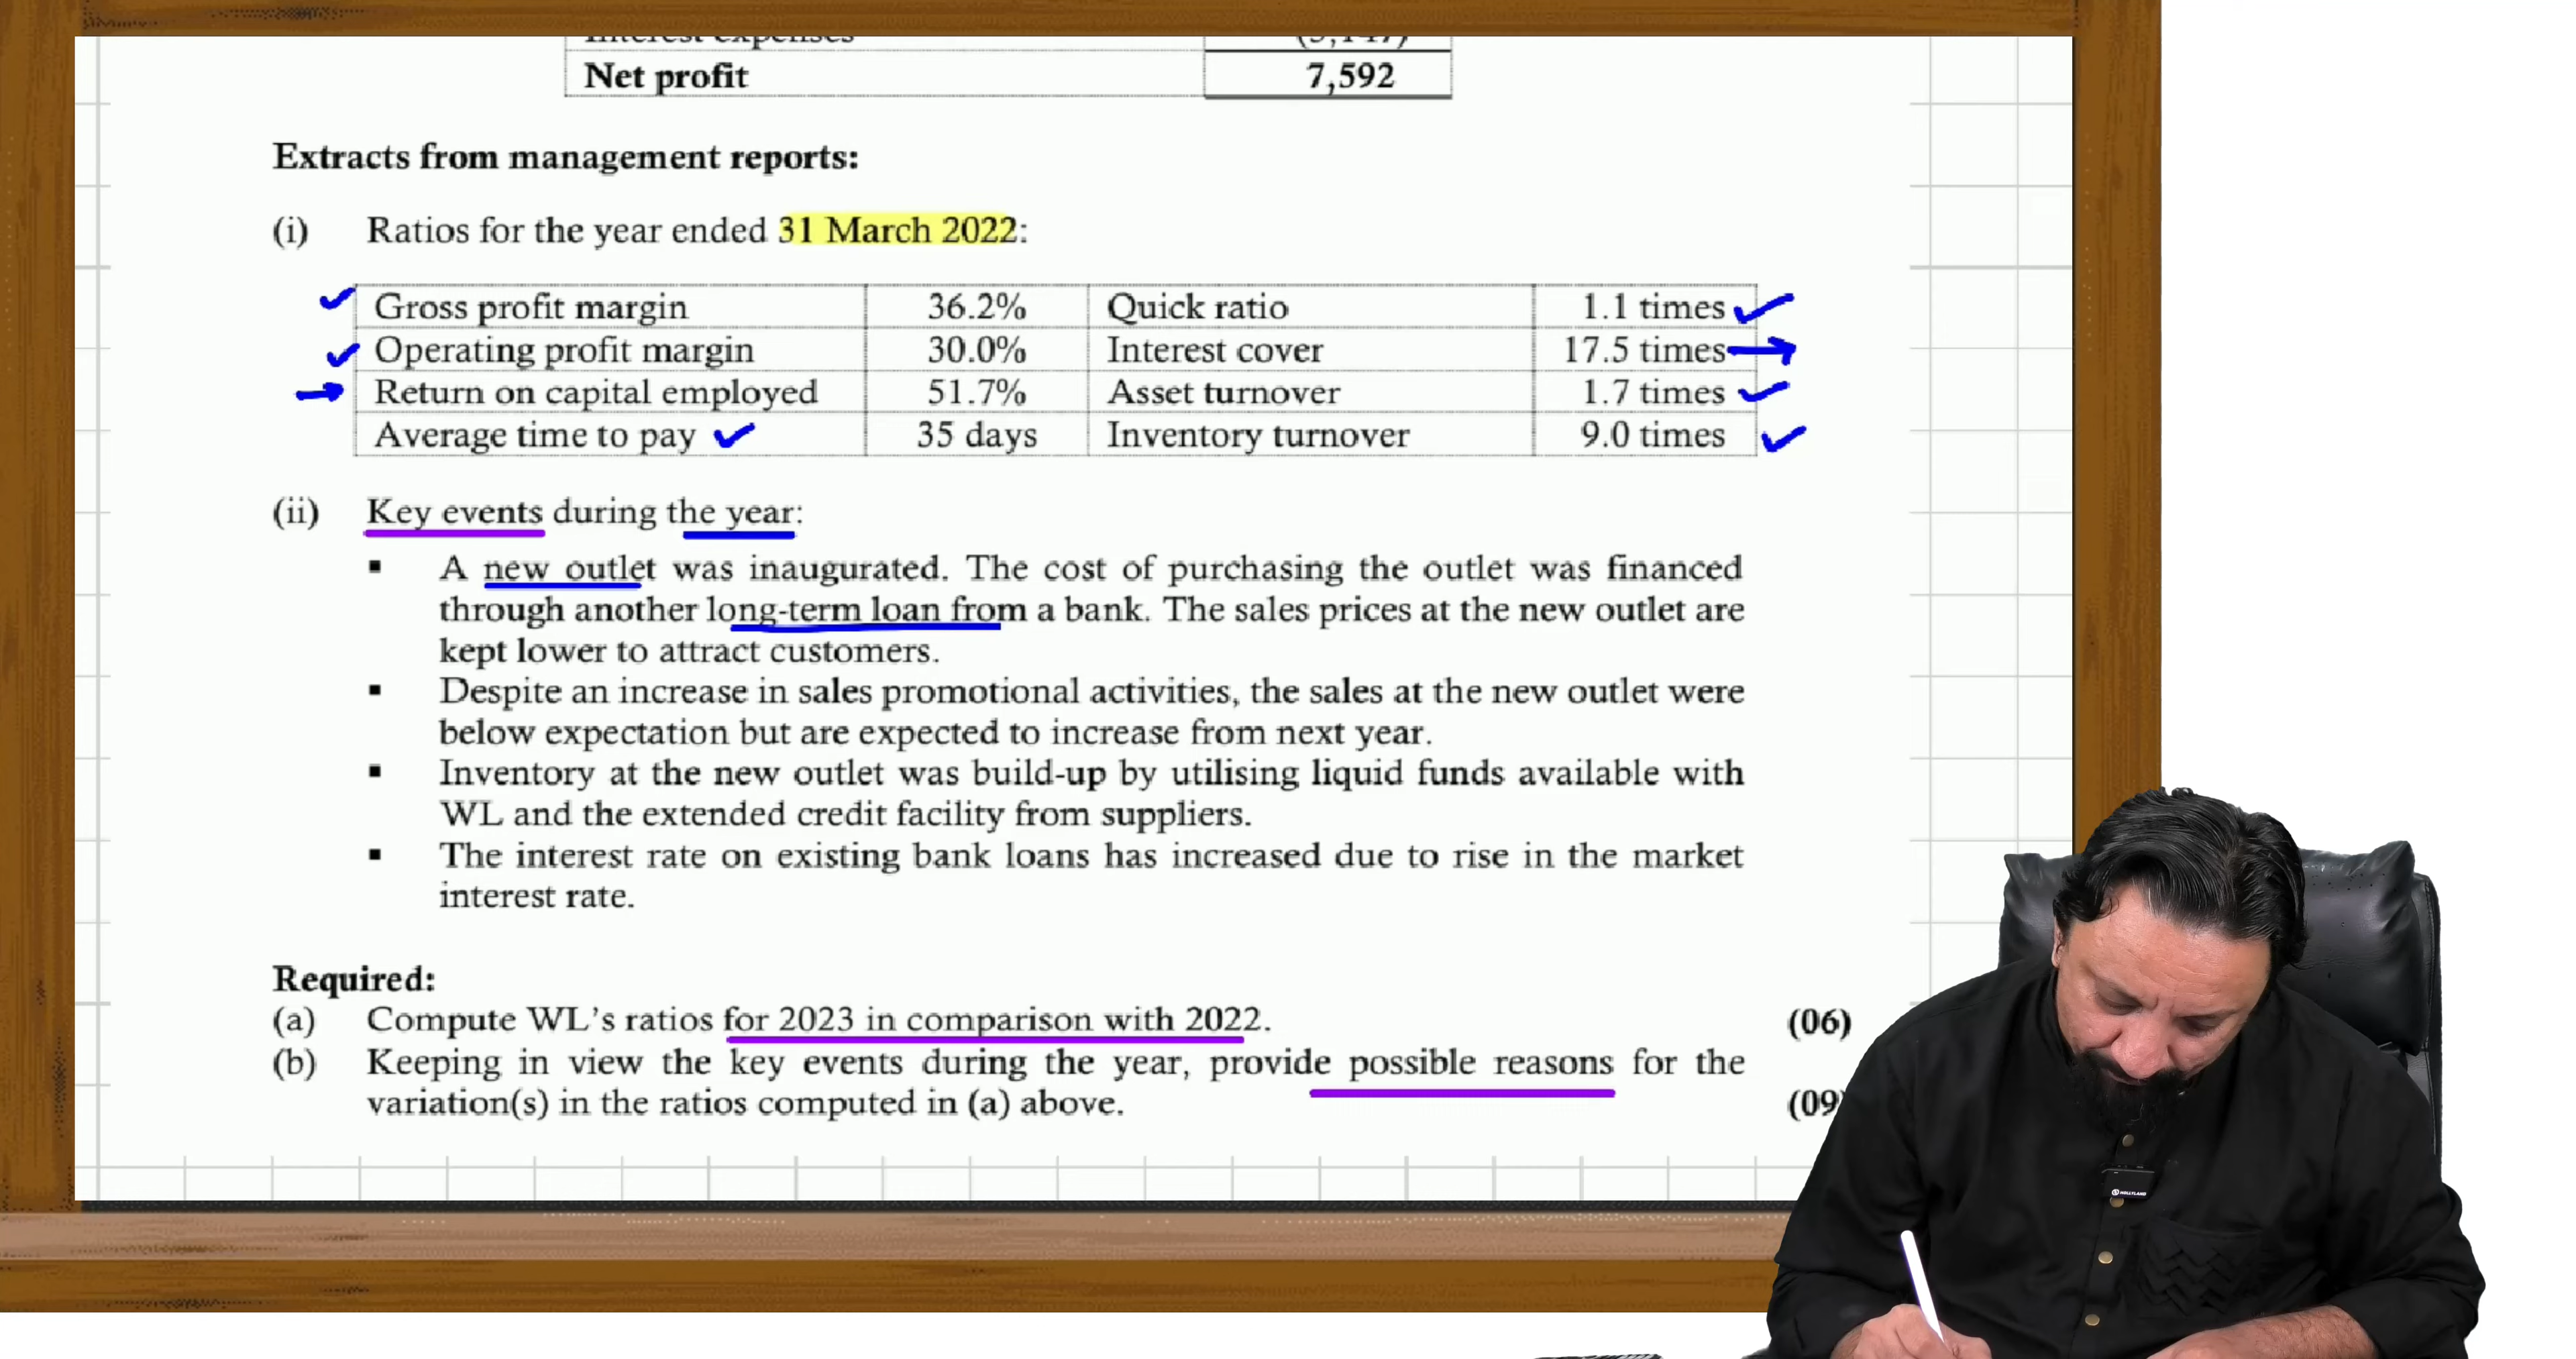 Interest expenses (3,147)
Net profit 7,592
Extracts from management reports:
(i) Ratios for the year ended 31 March 2022:
Gross profit margin 36.2% Quick ratio 1.1 times
Operating profit margin 30.0% Interest cover 17.5 times
Return on capital employed 51.7% Asset turnover 1.7 times
Average time to pay 35 days Inventory turnover 9.0 times
(ii) Key events during the year:
▪ A new outlet was inaugurated. The cost of purchasing the outlet was financed
through another long-term loan from a bank. The sales prices at the new outlet are
kept lower to attract customers.
▪ Despite an increase in sales promotional activities, the sales at the new outlet were
below expectation but are expected to increase from next year.
▪ Inventory at the new outlet was build-up by utilising liquid funds available with
WL and the extended credit facility from suppliers.
▪ The interest rate on existing bank loans has increased due to rise in the market
interest rate.
Required:
(a) Compute WL's ratios for 2023 in comparison with 2022. (06)
(b) Keeping in view the key events during the year, provide possible reasons for the
variation(s) in the ratios computed in (a) above. (09)
HOLLYLAND